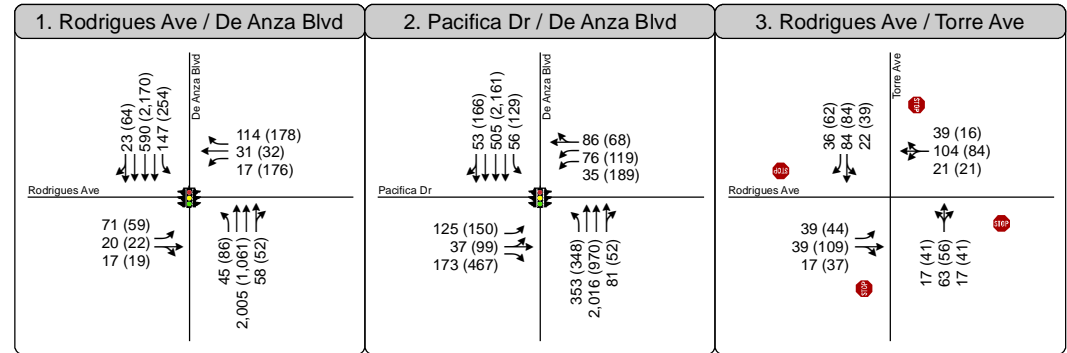 1. Rodrigues Ave / De Anza Blvd
De Anza Blvd
23 (64)
590 (2,170)
147 (254)
114 (178)
31 (32)
17 (176)
Rodrigues Ave
71 (59)
20 (22)
17 (19)
45 (86)
2,005 (1,061)
58 (52)
2. Pacifica Dr / De Anza Blvd
De Anza Blvd
53 (166)
505 (2,161)
56 (129)
86 (68)
76 (119)
35 (189)
Pacifica Dr
125 (150)
37 (99)
173 (467)
353 (348)
2,016 (970)
81 (52)
3. Rodrigues Ave / Torre Ave
Torre Ave
STOP
36 (62)
84 (84)
22 (39)
39 (16)
104 (84)
21 (21)
STOP
Rodrigues Ave
STOP
39 (44)
39 (109)
17 (37)
17 (41)
63 (56)
17 (41)
STOP